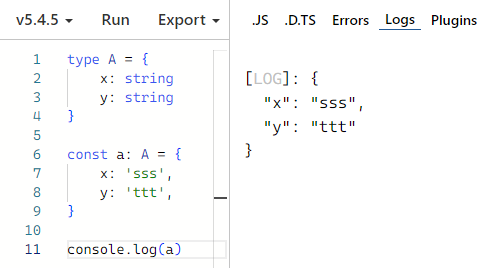 v5.4.5 Run Export
1 type A = {
2     x: string
3     y: string
4 }
5
6 const a: A = {
7     x: 'sss',
8     y: 'ttt',
9 }
10
11 console.log(a)
.JS .D.TS Errors Logs Plugins
[LOG]: {
  "x": "sss",
  "y": "ttt"
}